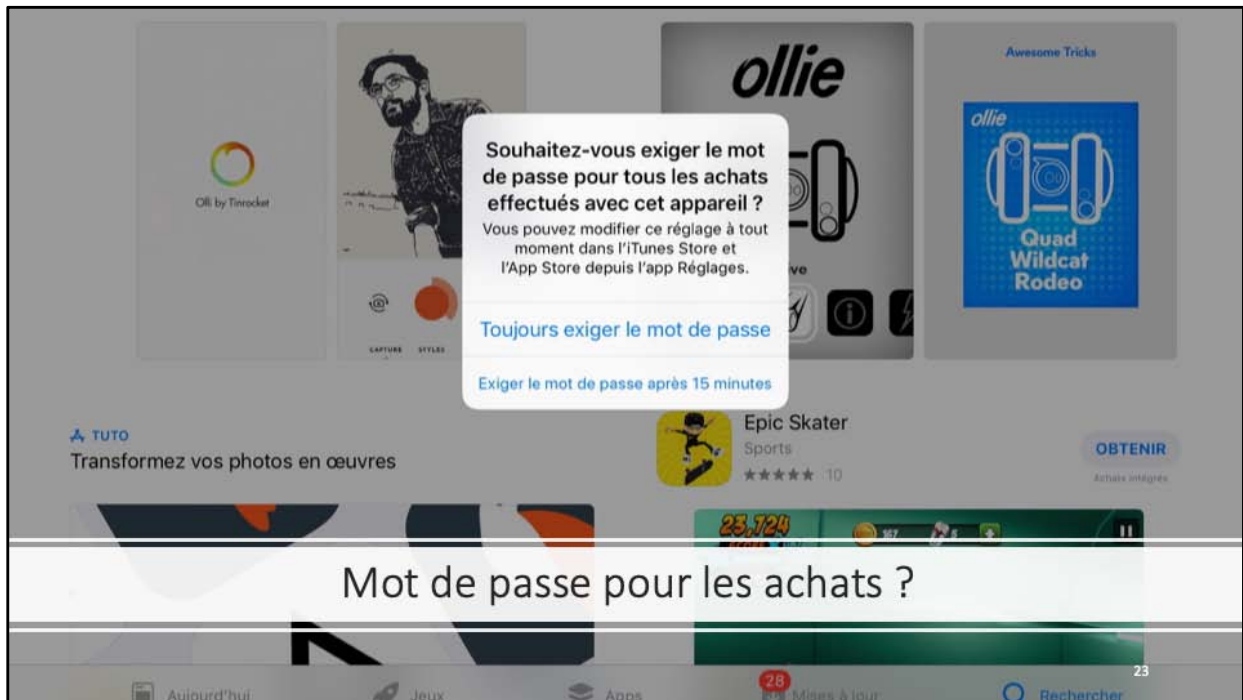 Olli by Tinrocket
CAPTURE STYLES
ollie
Awesome Tricks
ollie
Quad
Wildcat
Rodeo
Souhaitez-vous exiger le mot
de passe pour tous les achats
effectués avec cet appareil ?
Vous pouvez modifier ce réglage à tout
moment dans l'iTunes Store et
l'App Store depuis l'app Réglages.
Toujours exiger le mot de passe
Exiger le mot de passe après 15 minutes
TUTO
Transformez vos photos en œuvres
Epic Skater
Sports
★★★★★ 10
OBTENIR
Achats intégrés
23,724
167
5
Mot de passe pour les achats ?
23
Aujourd'hui
Jeux
Apps
28
Mises à jour
Rechercher